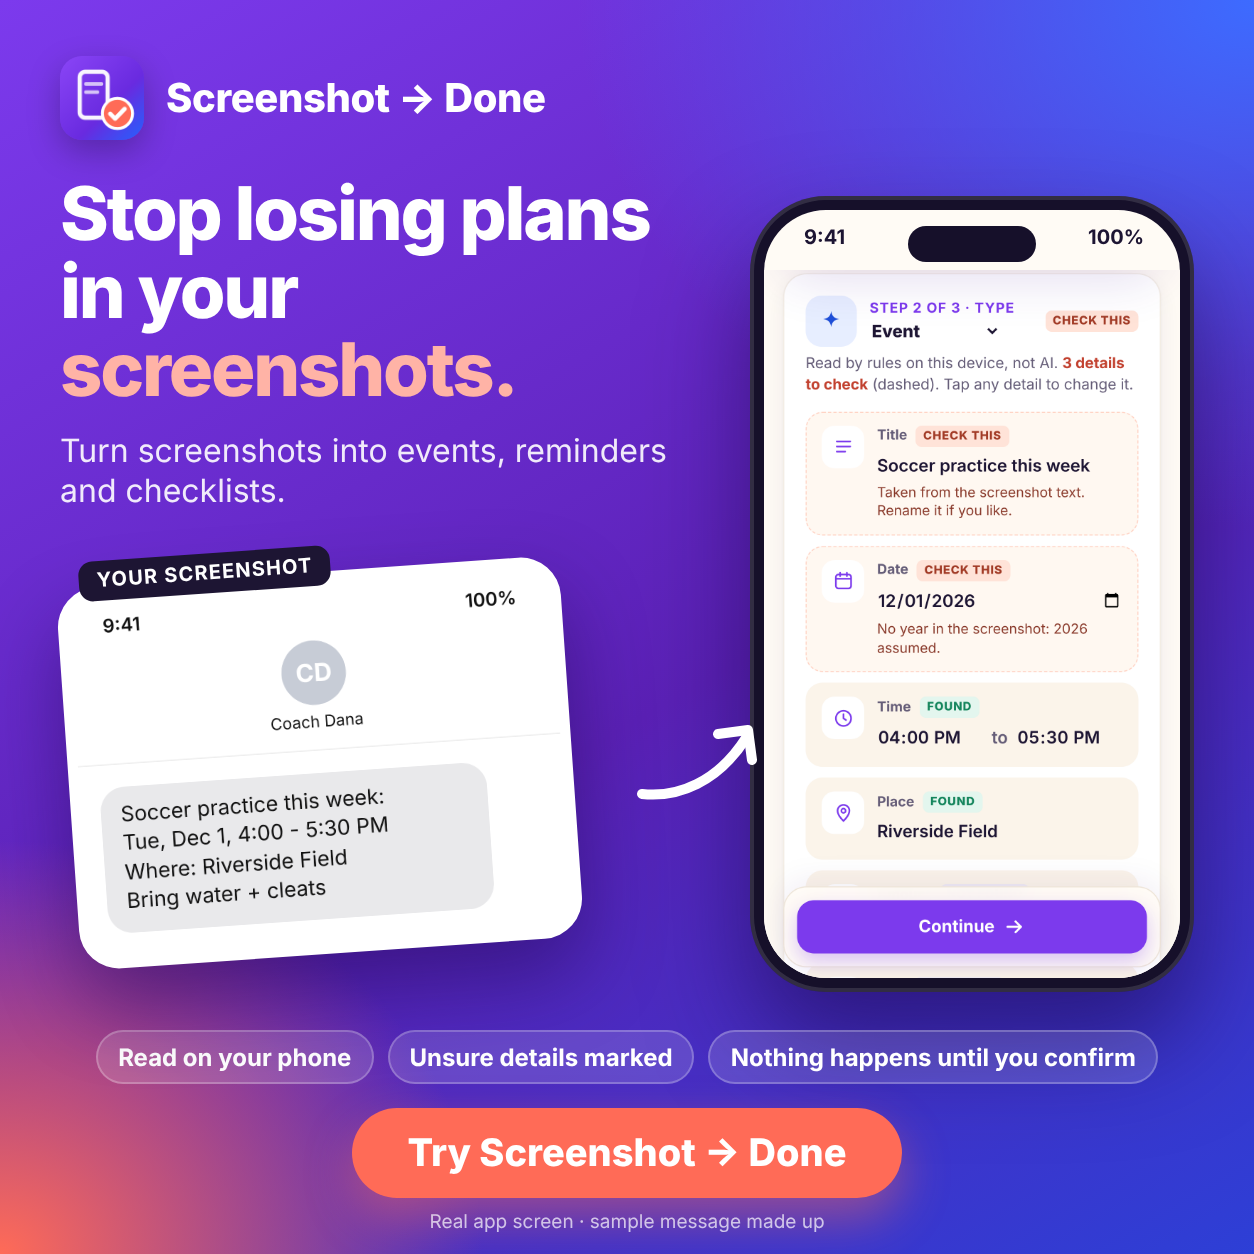 Screenshot → Done
Stop losing plans
in your
screenshots.
Turn screenshots into events, reminders
and checklists.
YOUR SCREENSHOT
9:41
100%
CD
Coach Dana
Soccer practice this week:
Tue, Dec 1, 4:00 - 5:30 PM
Where: Riverside Field
Bring water + cleats
9:41
100%
STEP 2 OF 3 · TYPE
Event
CHECK THIS
Read by rules on this device, not AI. 3 details
to check (dashed). Tap any detail to change it.
Title CHECK THIS
Soccer practice this week
Taken from the screenshot text.
Rename it if you like.
Date CHECK THIS
12/01/2026
No year in the screenshot: 2026
assumed.
Time FOUND
04:00 PM to 05:30 PM
Place FOUND
Riverside Field
Continue →
Read on your phone
Unsure details marked
Nothing happens until you confirm
Try Screenshot → Done
Real app screen · sample message made up